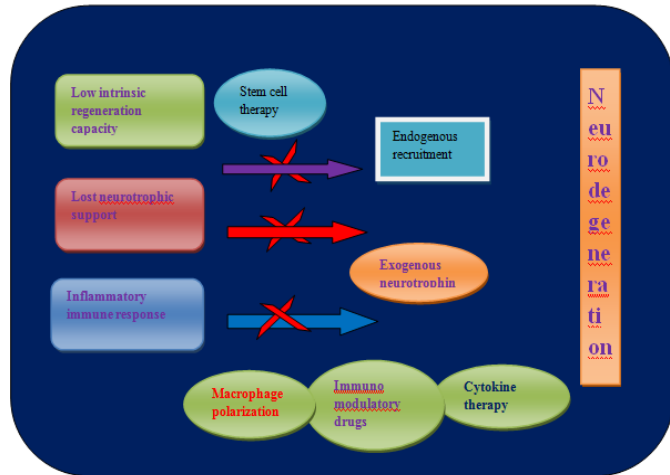 Low intrinsic
regeneration
capacity
Stem cell
therapy
Endogenous
recruitment
Lost neurotrophic
support
Exogenous
neurotrophin
Inflammatory
immune response
Macrophage
polarization
Immuno
modulatory
drugs
Cytokine
therapy
N
eu
ro
de
ge
ne
ra
ti
on